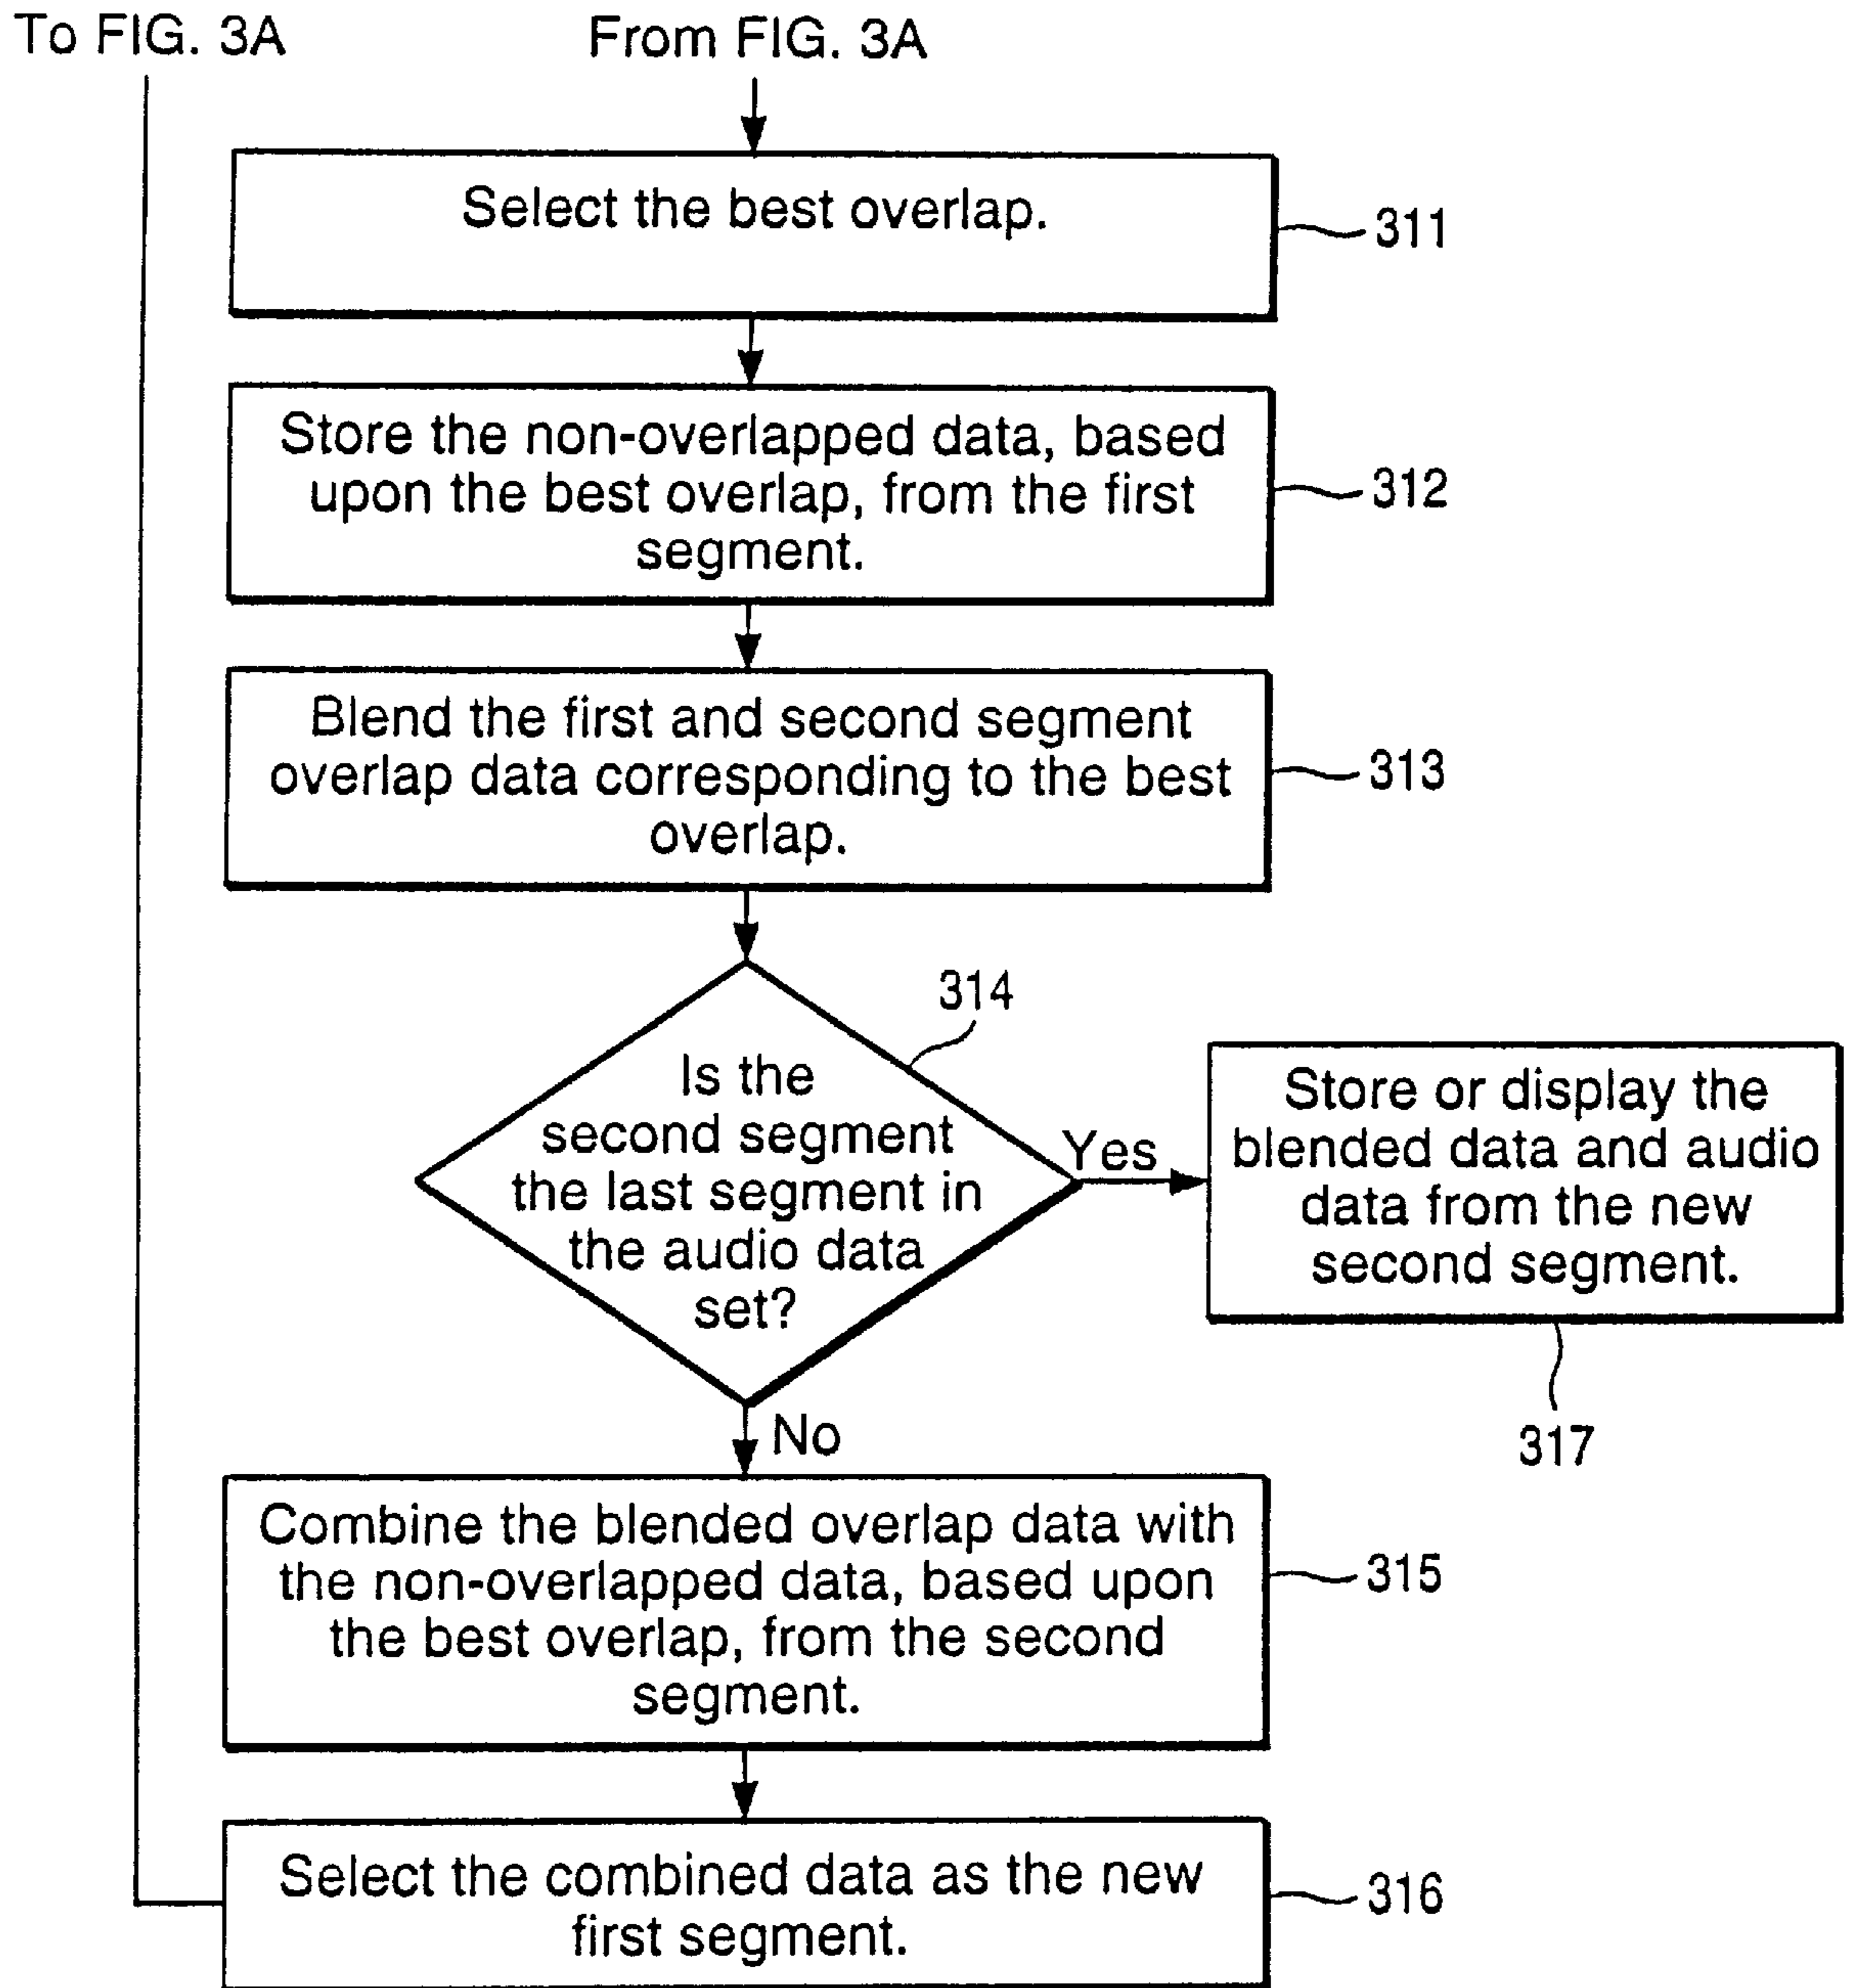 To FIG. 3A
From FIG. 3A
Select the best overlap.
311
Store the non-overlapped data, based
upon the best overlap, from the first
segment.
312
Blend the first and second segment
overlap data corresponding to the best
overlap.
313
314
Is the
second segment
the last segment in
the audio data
set?
Yes
Store or display the
blended data and audio
data from the new
second segment.
317
No
Combine the blended overlap data with
the non-overlapped data, based upon
the best overlap, from the second
segment.
315
Select the combined data as the new
first segment.
316